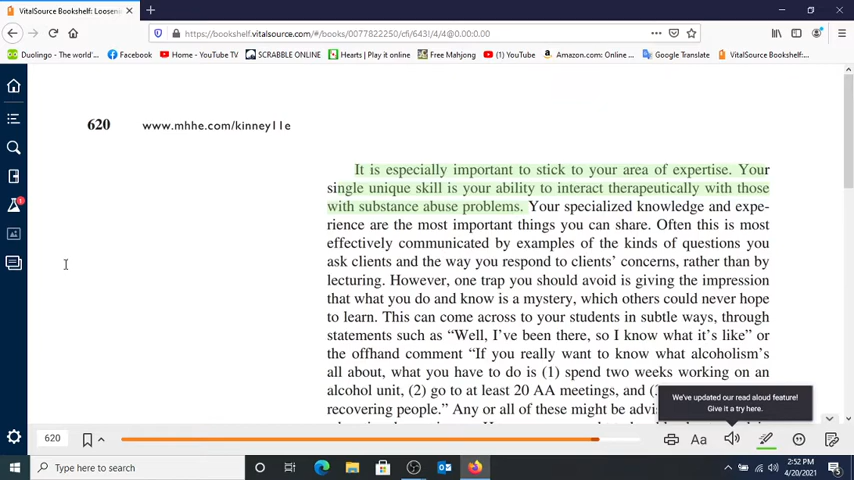 VitalSource Bookshelf: Looseni
https://bookshelf.vitalsource.com/#/books/0077822250/cfi/643!/4/4@0.00:0.00
Duolingo - The world'...
Facebook
Home - YouTube TV
SCRABBLE ONLINE
Hearts | Play it online
Free Mahjong
(1) YouTube
Amazon.com: Online ...
Google Translate
VitalSource Bookshelf:...
620 www.mhhe.com/kinney11e
It is especially important to stick to your area of expertise. Your
single unique skill is your ability to interact therapeutically with those
with substance abuse problems. Your specialized knowledge and expe-
rience are the most important things you can share. Often this is most
effectively communicated by examples of the kinds of questions you
ask clients and the way you respond to clients' concerns, rather than by
lecturing. However, one trap you should avoid is giving the impression
that what you do and know is a mystery, which others could never hope
to learn. This can come across to your students in subtle ways, through
statements such as “Well, I've been there, so I know what it's like” or
the offhand comment “If you really want to know what alcoholism's
all about, what you have to do is (1) spend two weeks working on an
alcohol unit, (2) go to at least 20 AA meetings, and
recovering people.” Any or all of these might be
We've updated our read aloud feature!
Give it a try here.
620
Aa
Type here to search
2:52 PM
4/20/2021